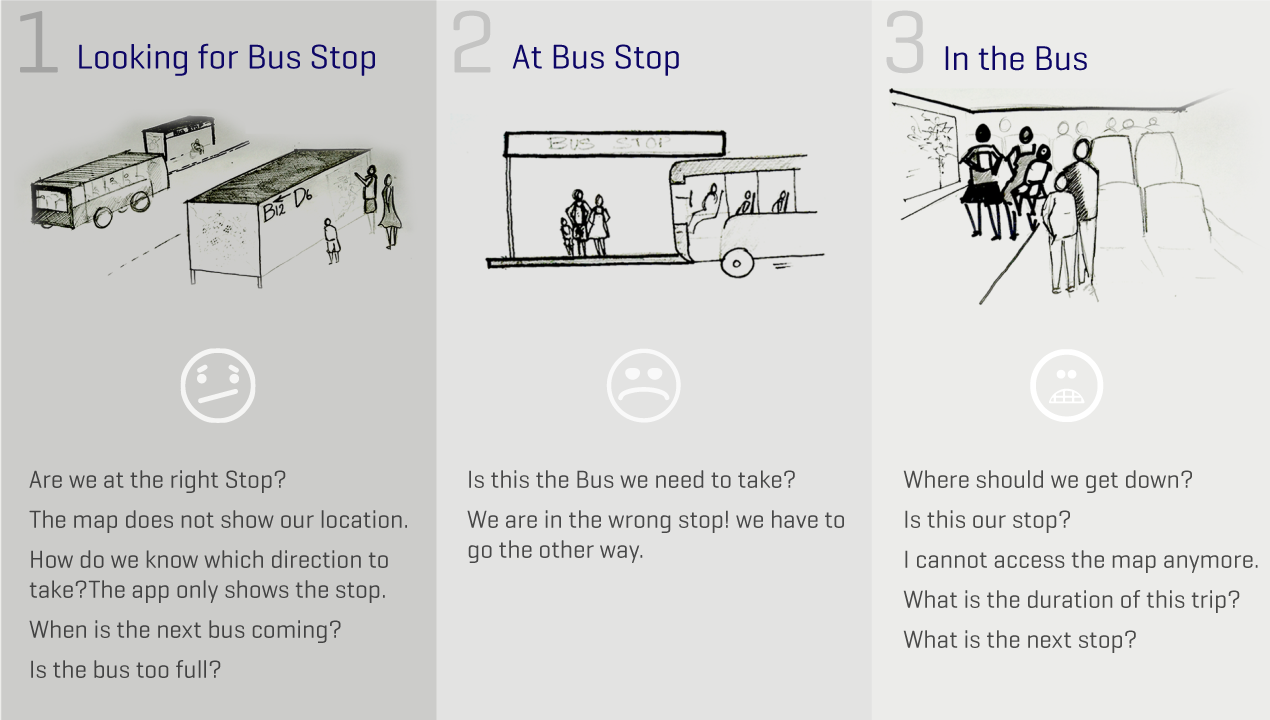 1 Looking for Bus Stop
B12 D6
Are we at the right Stop?
The map does not show our location.
How do we know which direction to
take?The app only shows the stop.
When is the next bus coming?
Is the bus too full?
2 At Bus Stop
BUS STOP
Is this the Bus we need to take?
We are in the wrong stop! we have to
go the other way.
3 In the Bus
Where should we get down?
Is this our stop?
I cannot access the map anymore.
What is the duration of this trip?
What is the next stop?